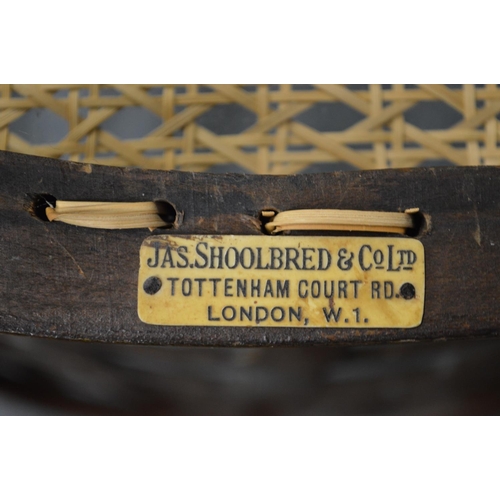 JAS. SHOOLBRED & CO LTD
TOTTENHAM COURT RD.
LONDON, W.1.